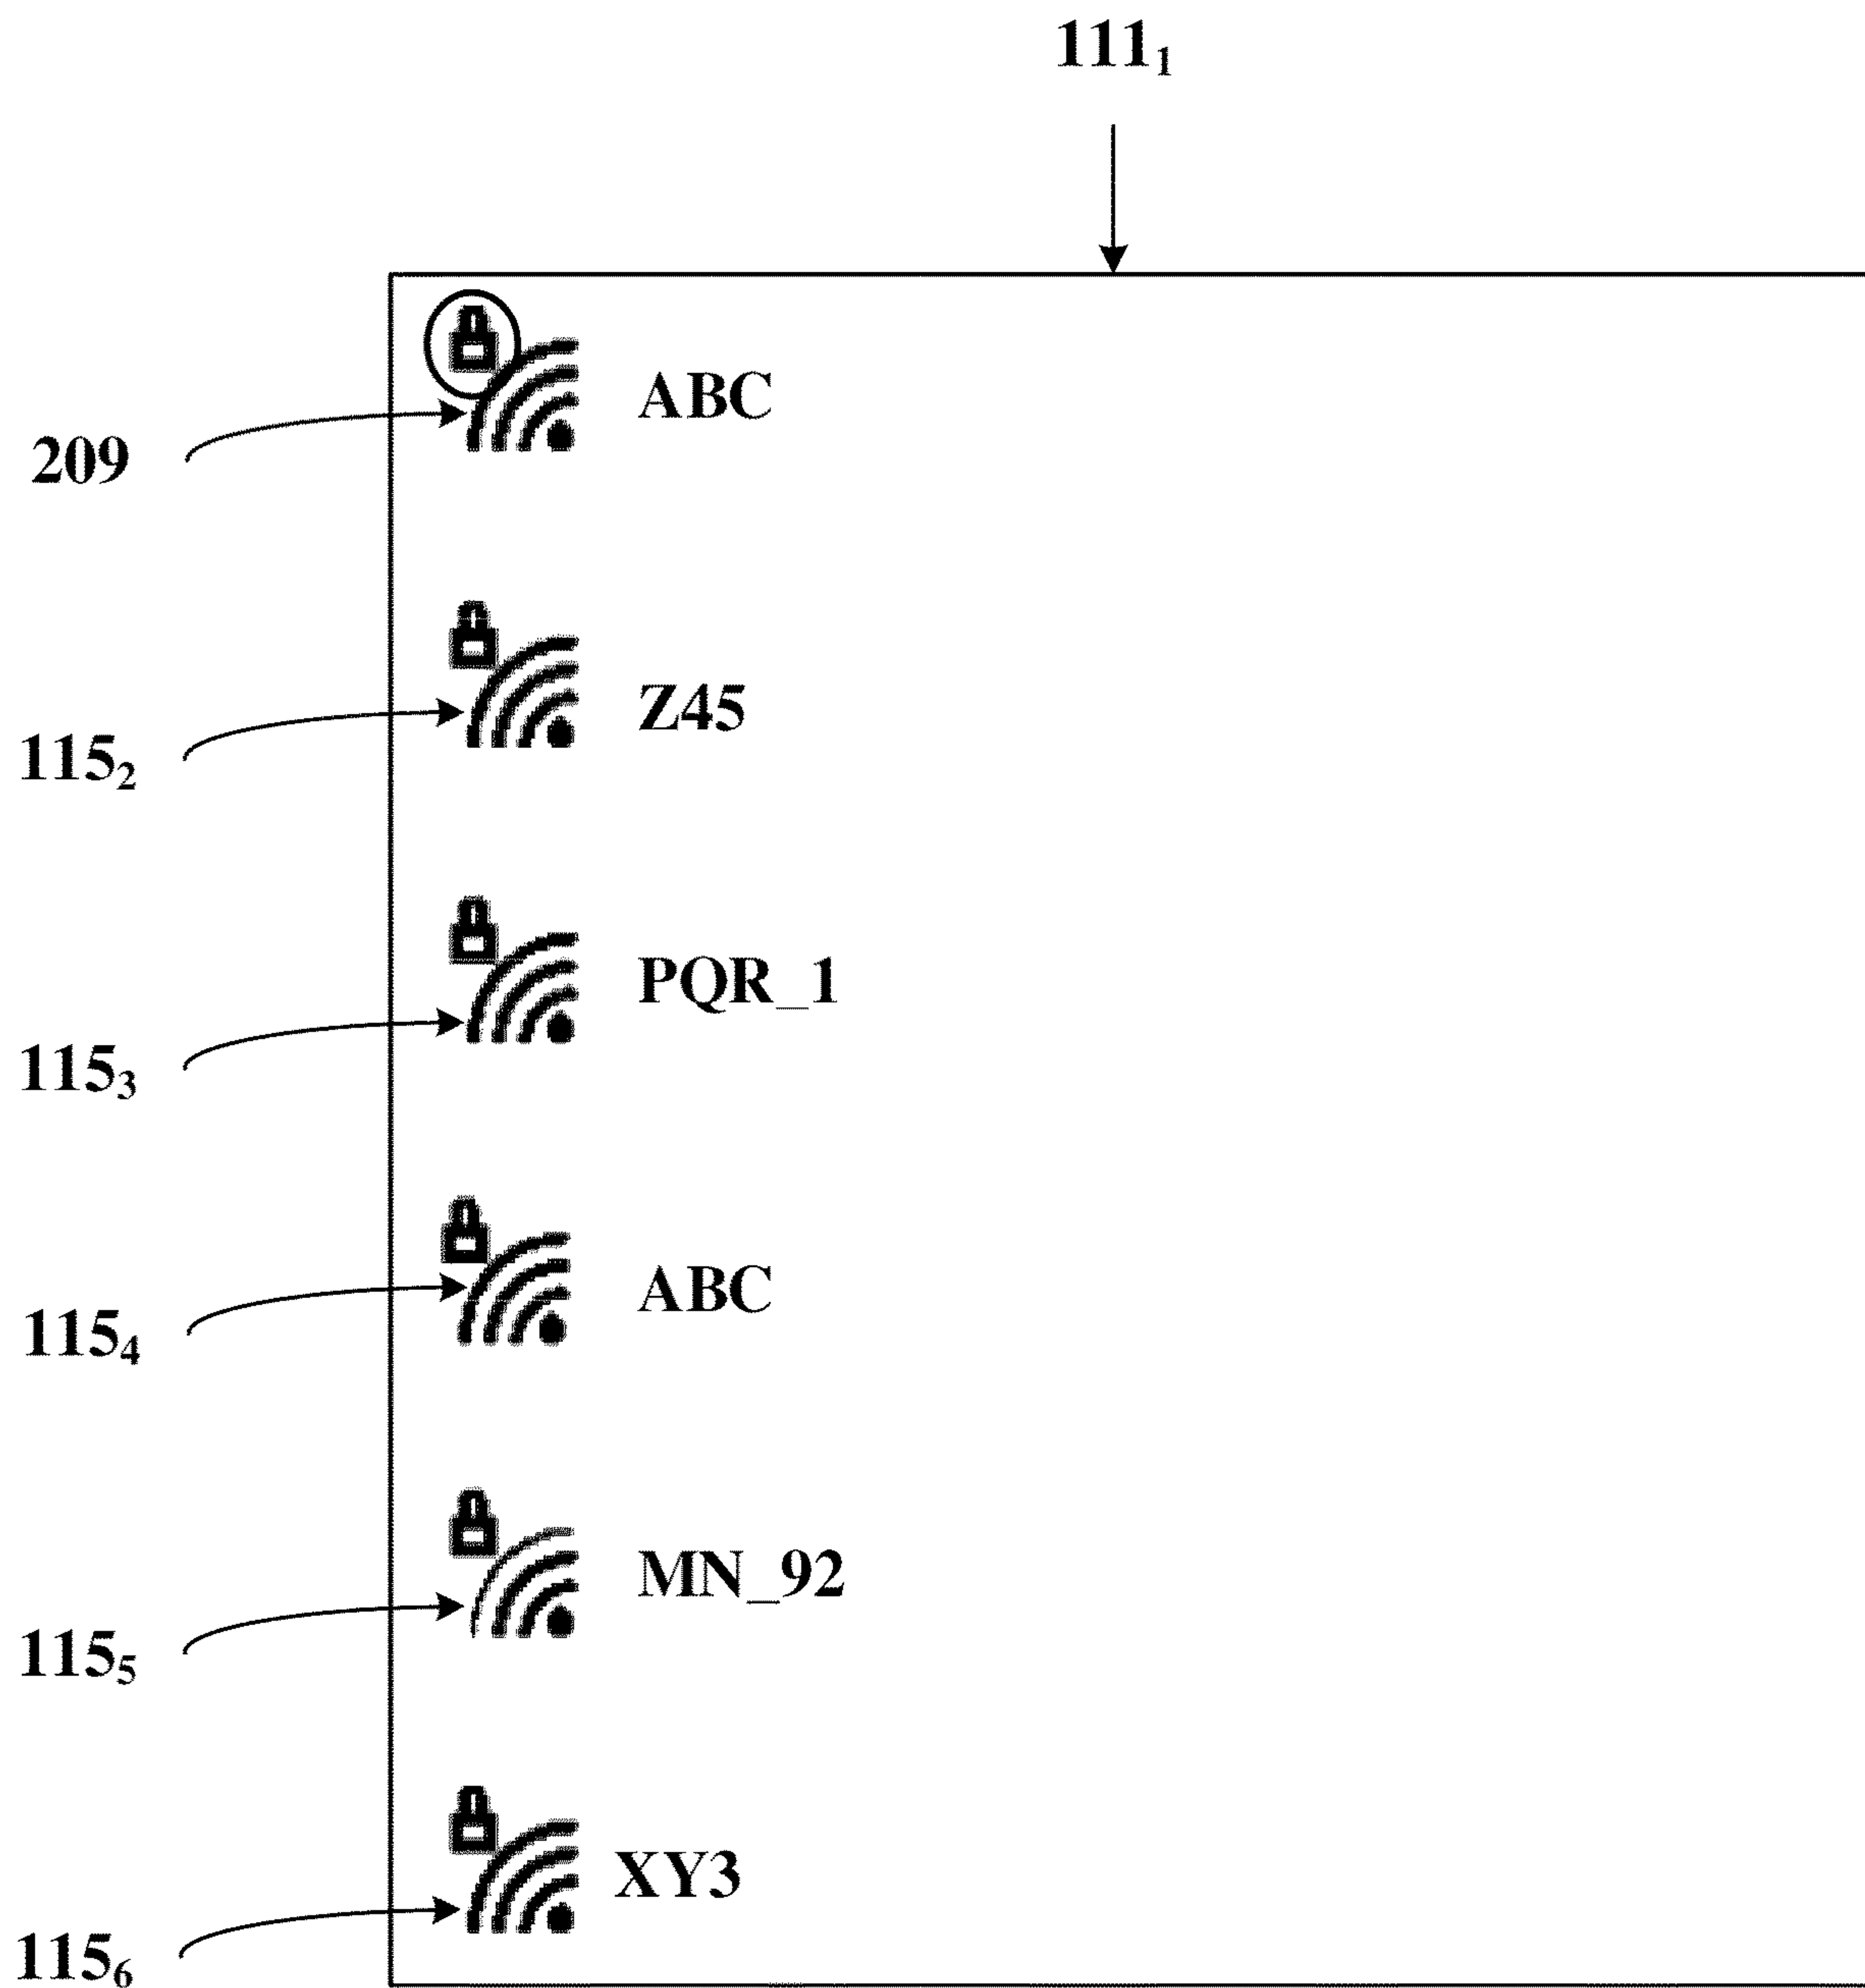 111₁
ABC
209
Z45
115₂
PQR_1
115₃
ABC
115₄
MN_92
115₅
XY3
115₆